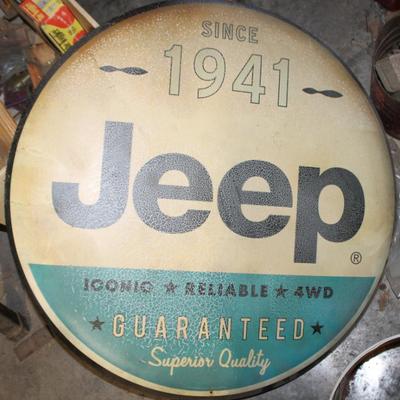 SINCE
1941
Jeep®
ICONIC ★ RELIABLE ★ 4WD
★ GUARANTEED ★
Superior Quality